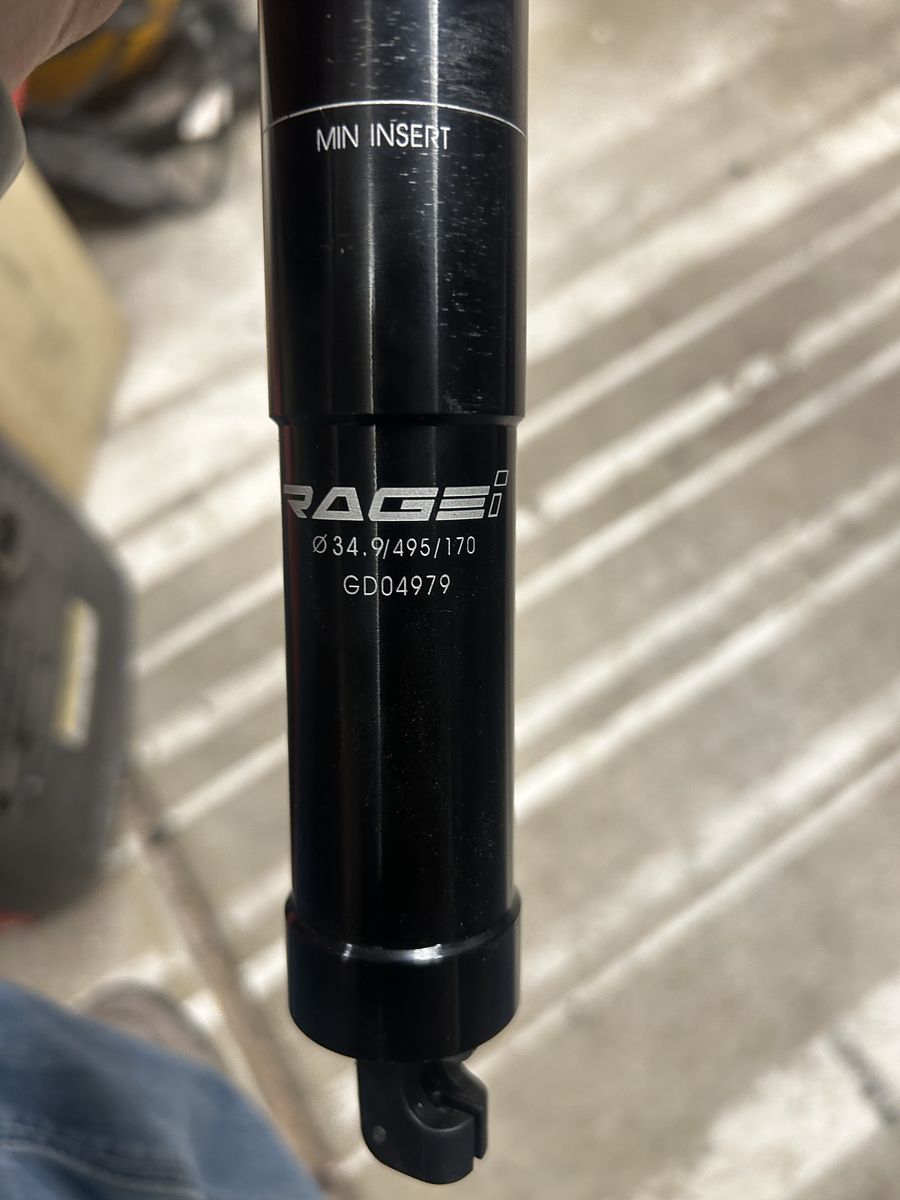 MIN INSERT
RAGEi
Ø34.9/495/170
GD04979